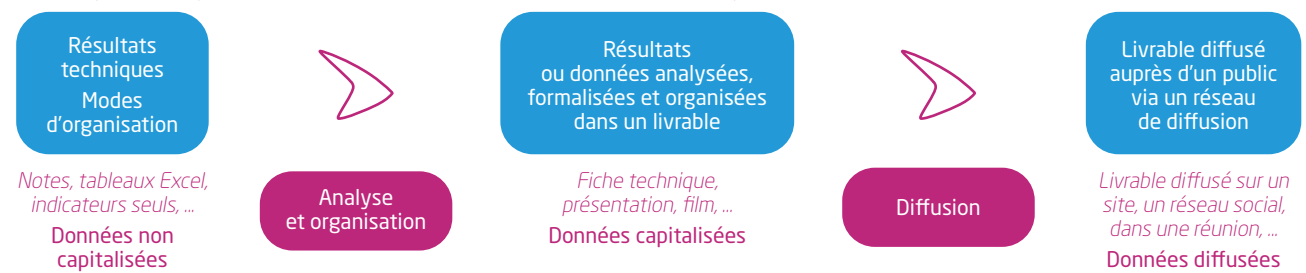 Résultats
techniques
Modes
d'organisation
Notes, tableaux Excel,
indicateurs seuls, ...
Données non
capitalisées
Analyse
et organisation
Résultats
ou données analysées,
formalisées et organisées
dans un livrable
Fiche technique,
présentation, film, ...
Données capitalisées
Diffusion
Livrable diffusé
auprès d'un public
via un réseau
de diffusion
Livrable diffusé sur un
site, un réseau social,
dans une réunion, ...
Données diffusées